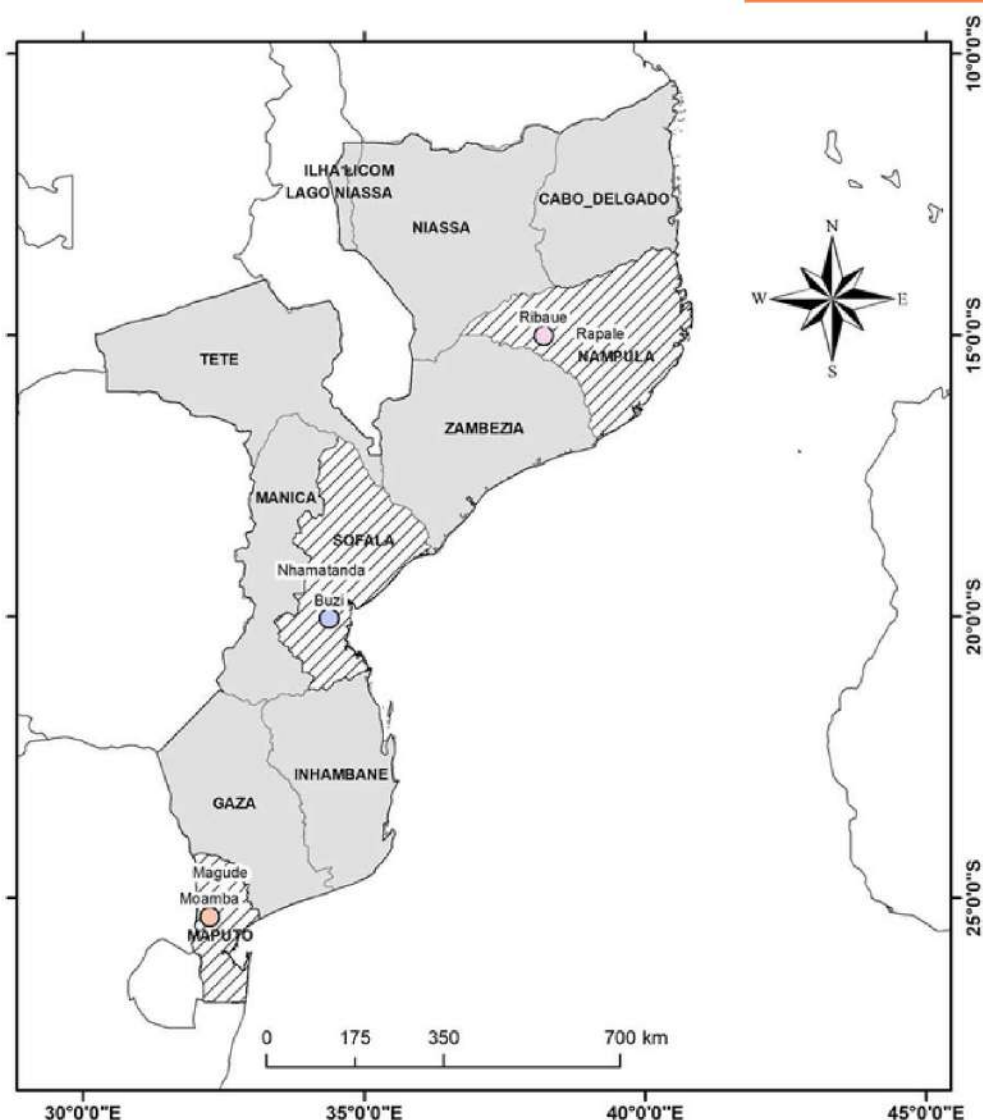 10°0'0"S
ILHA LICOM
LAGO NIASSA
CABO_DELGADO
NIASSA
N
W
E
S
Ribaue
Rapale
NAMPULA
15°0'0"S
TETE
ZAMBEZIA
MANICA
SOFALA
Nhamatanda
Buzi
20°0'0"S
INHAMBANE
GAZA
Magude
Moamba
25°0'0"S
MAPUTO
0 175 350 700 km
30°0'0"E 35°0'0"E 40°0'0"E 45°0'0"E